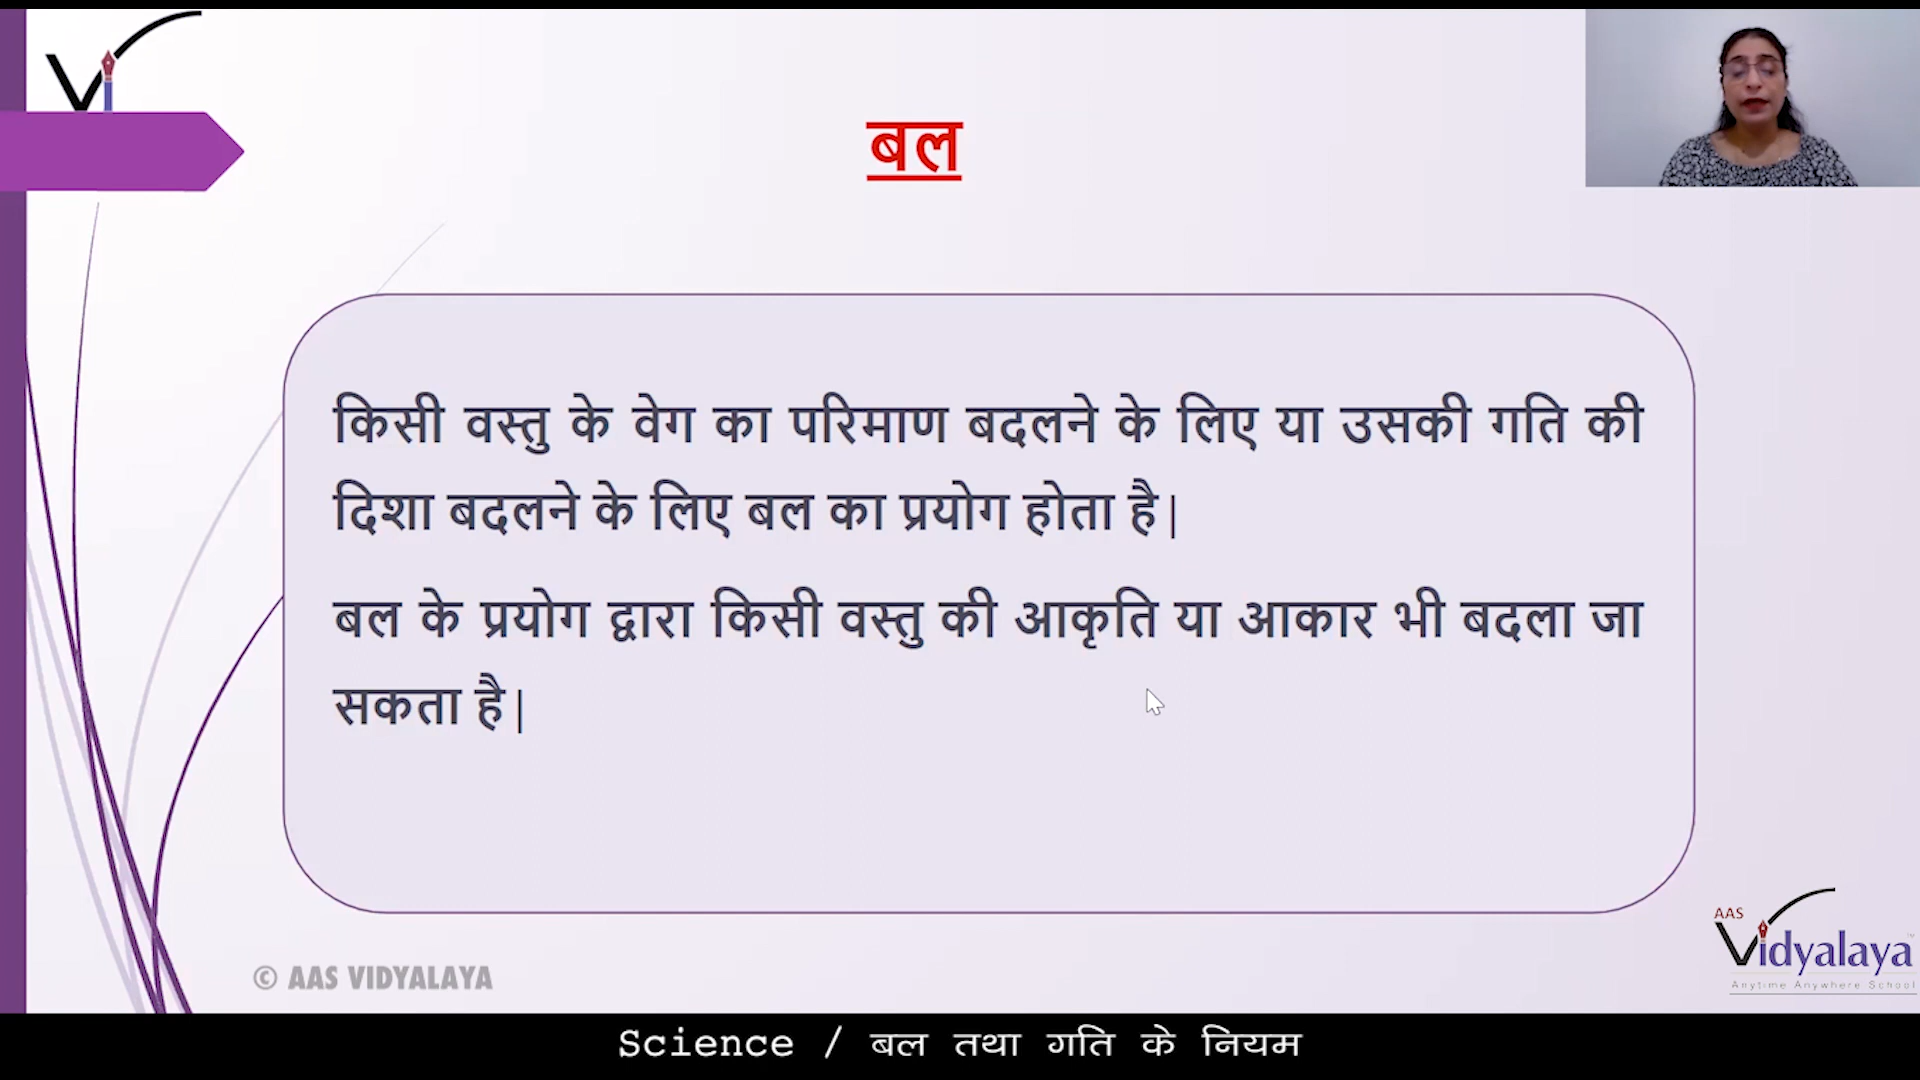 Vi
बल
किसी वस्तु के वेग का परिमाण बदलने के लिए या उसकी गति की
दिशा बदलने के लिए बल का प्रयोग होता है|
बल के प्रयोग द्वारा किसी वस्तु की आकृति या आकार भी बदला जा
सकता है|
AAS
Vidyalaya
Anytime Anywhere School
© AAS VIDYALAYA
Science / बल तथा गति के नियम